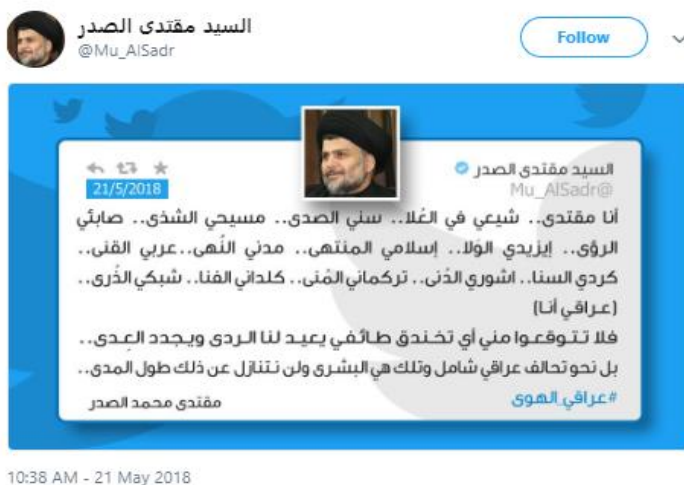 السيد مقتدى الصدر
@Mu_AlSadr
Follow
السيد مقتدى الصدر
Mu_AlSadr@
21/5/2018
أنا مقتدى.. شيعي في العُلا.. سني الصدى.. مسيحي الشذى.. صابئي
الرؤى.. إيزيدي الوَلا.. إسلامي المنتهى.. مدني النُهى.. عربي القنى..
كردي السنا.. اشوري الدُنى.. تركماني المُنى.. كلداني الفنا.. شبكي الذُرى..
(عراقي أنا)
فلا تتوقعوا مني أي تخندق طائفي يعيد لنا الردى ويجدد العدى..
بل نحو تحالف عراقي شامل وتلك هي البشرى ولن نتنازل عن ذلك طول المدى..
#عراقي_الهوى
مقتدى محمد الصدر
10:38 AM - 21 May 2018